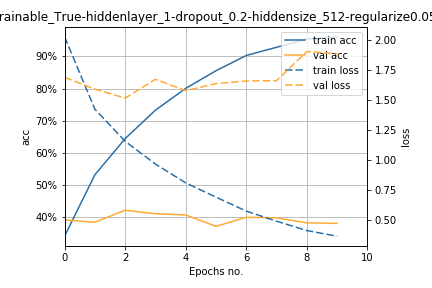 rainable_True-hiddenlayer_1-dropout_0.2-hiddensize_512-regularize0.05
train acc
val acc
train loss
val loss
90%
80%
70%
60%
50%
40%
acc
2.00
1.75
1.50
1.25
1.00
0.75
0.50
loss
0 2 4 6 8 10
Epochs no.